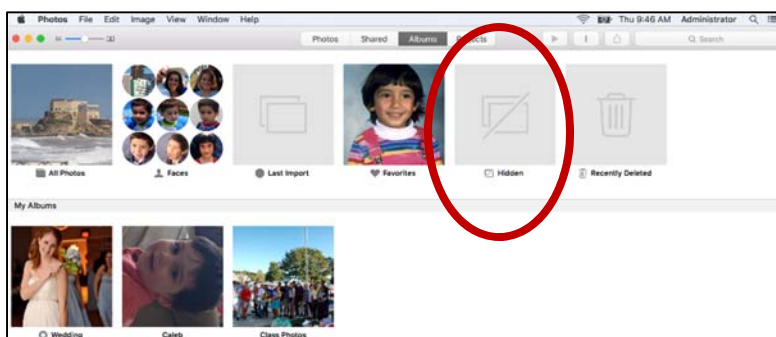 Photos File Edit Image View Window Help Thu 9:46 AM Administrator
Photos Shared Albums Projects Search
All Photos Faces Last Import Favorites Hidden Recently Deleted
My Albums
Wedding Caleb Class Photos